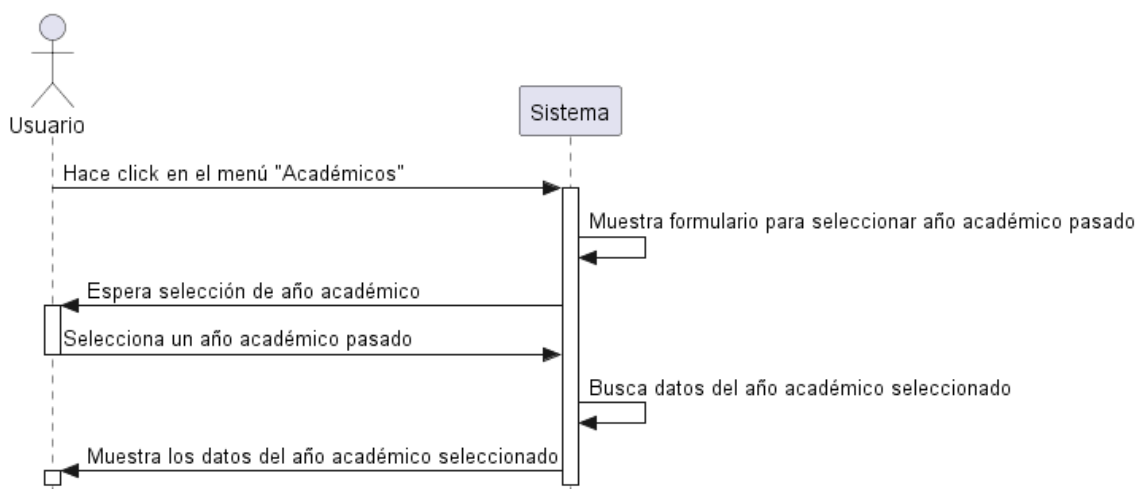 Usuario
Sistema
Hace click en el menú "Académicos"
Muestra formulario para seleccionar año académico pasado
Espera selección de año académico
Selecciona un año académico pasado
Busca datos del año académico seleccionado
Muestra los datos del año académico seleccionado